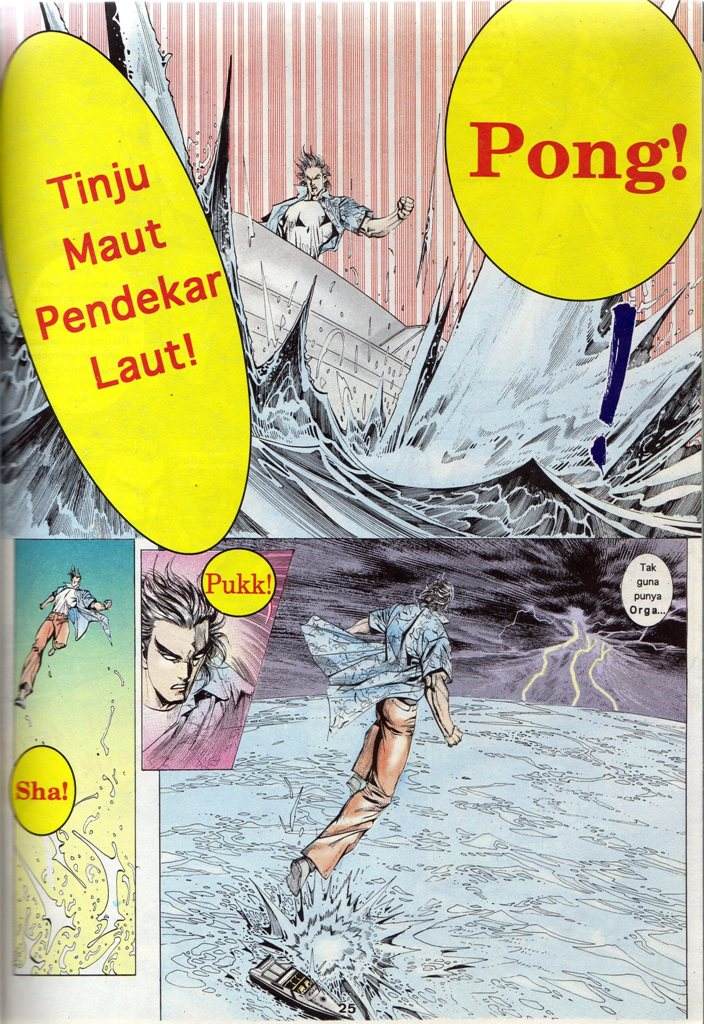 Tinju
Maut
Pendekar
Laut!
Pong!
!
Pukk!
Tak
guna
punya
Orga...
Sha!
25